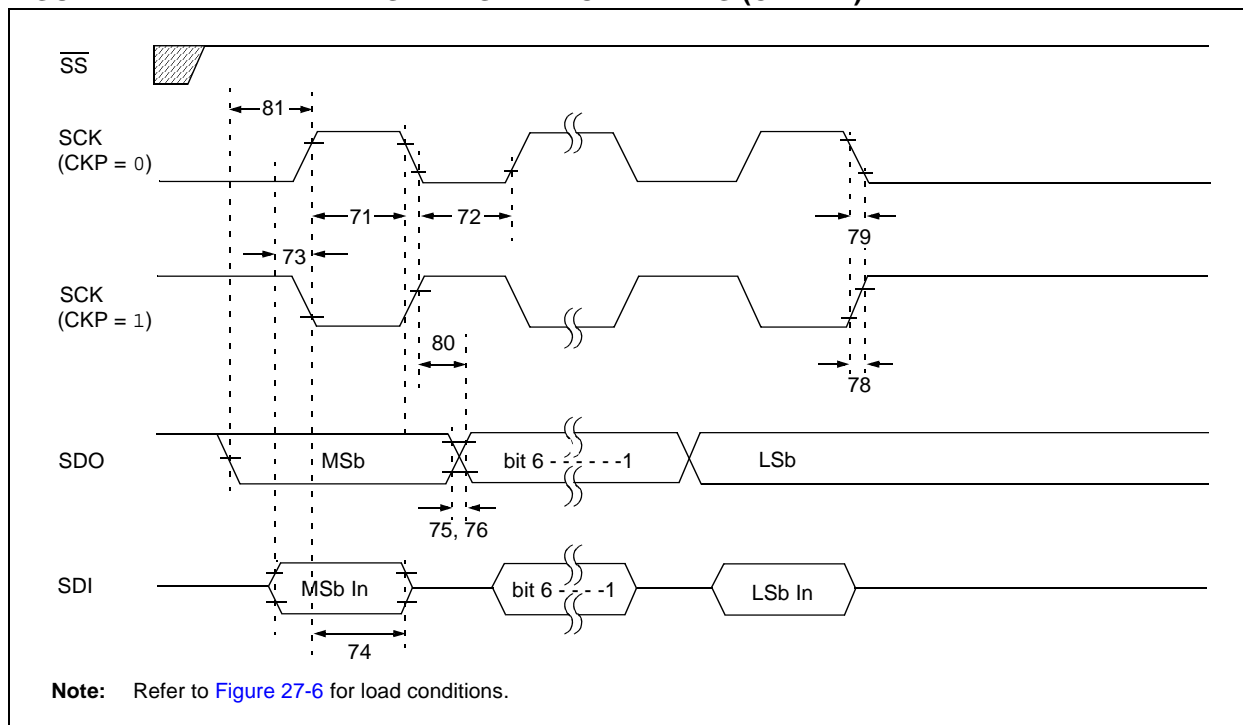 SS
81
SCK
(CKP = 0)
71
72
79
73
SCK
(CKP = 1)
80
78
SDO
MSb
bit 6 - - - - - -1
LSb
75, 76
SDI
MSb In
bit 6 - - - - -1
LSb In
74
Note: Refer to Figure 27-6 for load conditions.